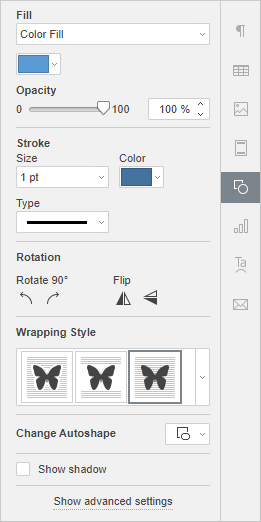 Fill
Color Fill
Opacity
0 100 100 %
Stroke
Size Color
1 pt
Type
Rotation
Rotate 90° Flip
Wrapping Style
Change Autoshape
Show shadow
Show advanced settings
Ta